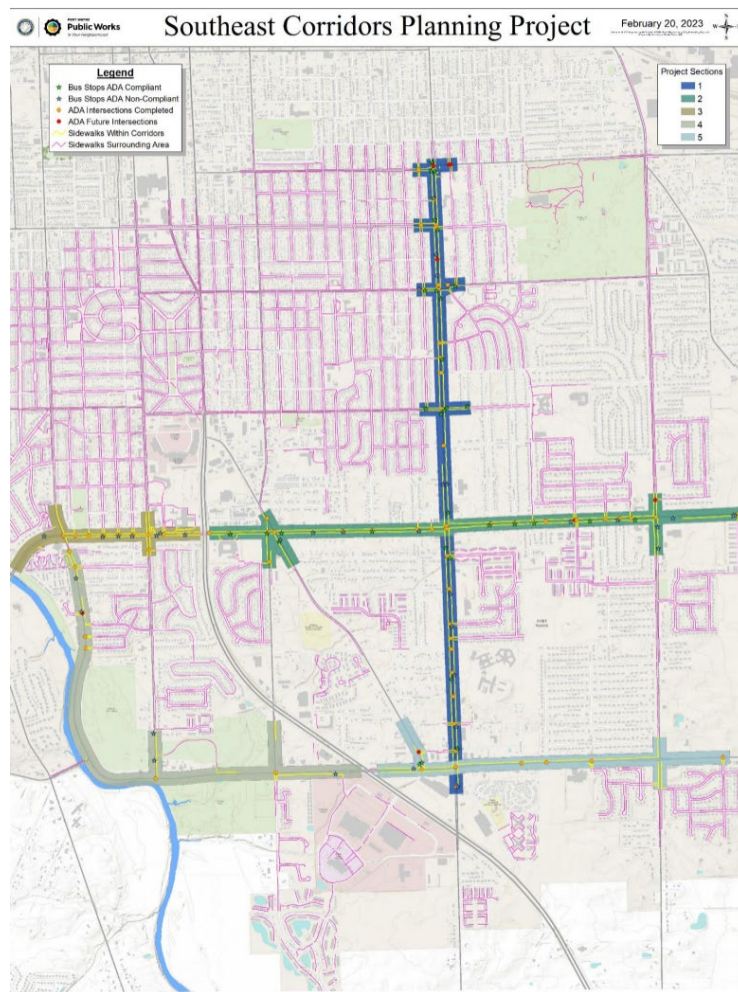 FORT WAYNE
Public Works
Southeast Corridors Planning Project
February 20, 2023
Legend
Bus Stops ADA Compliant
Bus Stops ADA Non-Compliant
ADA Intersections Completed
ADA Future Intersections
Sidewalks Within Corridors
Sidewalks Surrounding Area
Project Sections
1
2
3
4
5